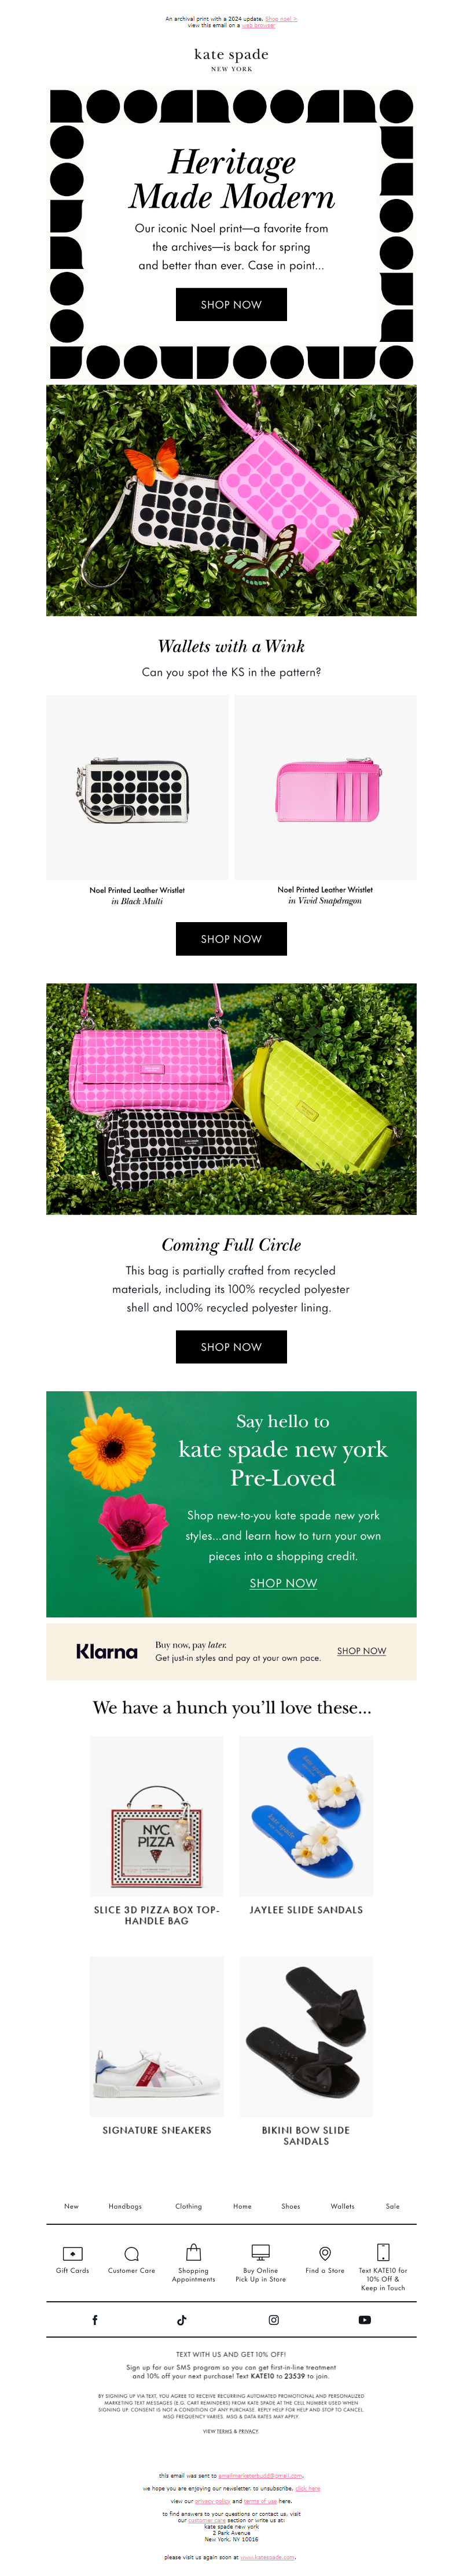 An archival print with a 2024 update. Shop noel >
view this email on a web browser
kate spade
NEW YORK
Heritage
Made Modern
Our iconic Noel print—a favorite from
the archives—is back for spring
and better than ever. Case in point...
SHOP NOW
Wallets with a Wink
Can you spot the KS in the pattern?
Noel Printed Leather Wristlet
in Black Multi
Noel Printed Leather Wristlet
in Vivid Snapdragon
SHOP NOW
Coming Full Circle
This bag is partially crafted from recycled
materials, including its 100% recycled polyester
shell and 100% recycled polyester lining.
SHOP NOW
Say hello to
kate spade new york
Pre-Loved
Shop new-to-you kate spade new york
styles...and learn how to turn your own
pieces into a shopping credit.
SHOP NOW
Klarna
Buy now, pay later.
Get just-in styles and pay at your own pace.
SHOP NOW
We have a hunch you'll love these...
NYC
PIZZA
SLICE 3D PIZZA BOX TOP-
HANDLE BAG
kate spade
JAYLEE SLIDE SANDALS
SIGNATURE SNEAKERS
BIKINI BOW SLIDE
SANDALS
New
Handbags
Clothing
Home
Shoes
Wallets
Sale
Gift Cards
Customer Care
Shopping
Appointments
Buy Online
Pick Up in Store
Find a Store
Text KATE10 for
10% Off &
Keep in Touch
TEXT WITH US AND GET 10% OFF!
Sign up for our SMS program so you can get first-in-line treatment
and 10% off your next purchase! Text KATE10 to 23539 to join.
BY SIGNING UP VIA TEXT, YOU AGREE TO RECEIVE RECURRING AUTOMATED PROMOTIONAL AND PERSONALIZED
MARKETING TEXT MESSAGES (E.G. CART REMINDERS) FROM KATE SPADE AT THE CELL NUMBER USED WHEN
SIGNING UP. CONSENT IS NOT A CONDITION OF ANY PURCHASE. REPLY HELP FOR HELP AND STOP TO CANCEL.
MSG FREQUENCY VARIES. MSG & DATA RATES MAY APPLY.
VIEW TERMS & PRIVACY
this email was sent to emailmarketerbudd@gmail.com.
we hope you are enjoying our newsletter. to unsubscribe, click here
view our privacy policy and terms of use here.
to find answers to your questions or contact us, visit
our customer care section or write us at:
kate spade new york
2 Park Avenue
New York, NY 10016
please visit us again soon at www.katespade.com.